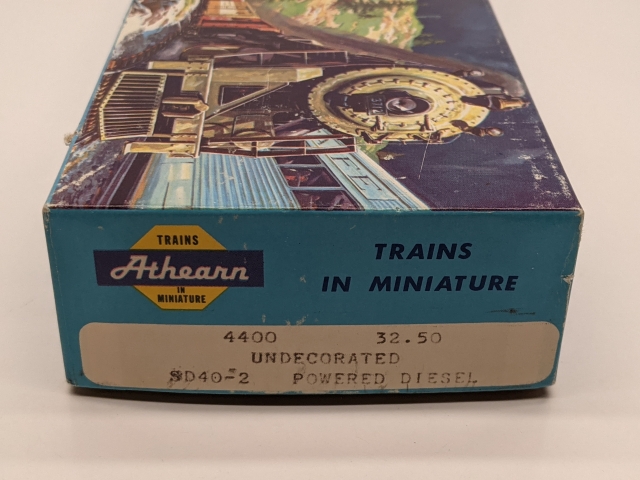 TRAINS
Athearn
IN
MINIATURE
TRAINS
IN MINIATURE
4400 32.50
UNDECORATED
SD40-2 POWERED DIESEL